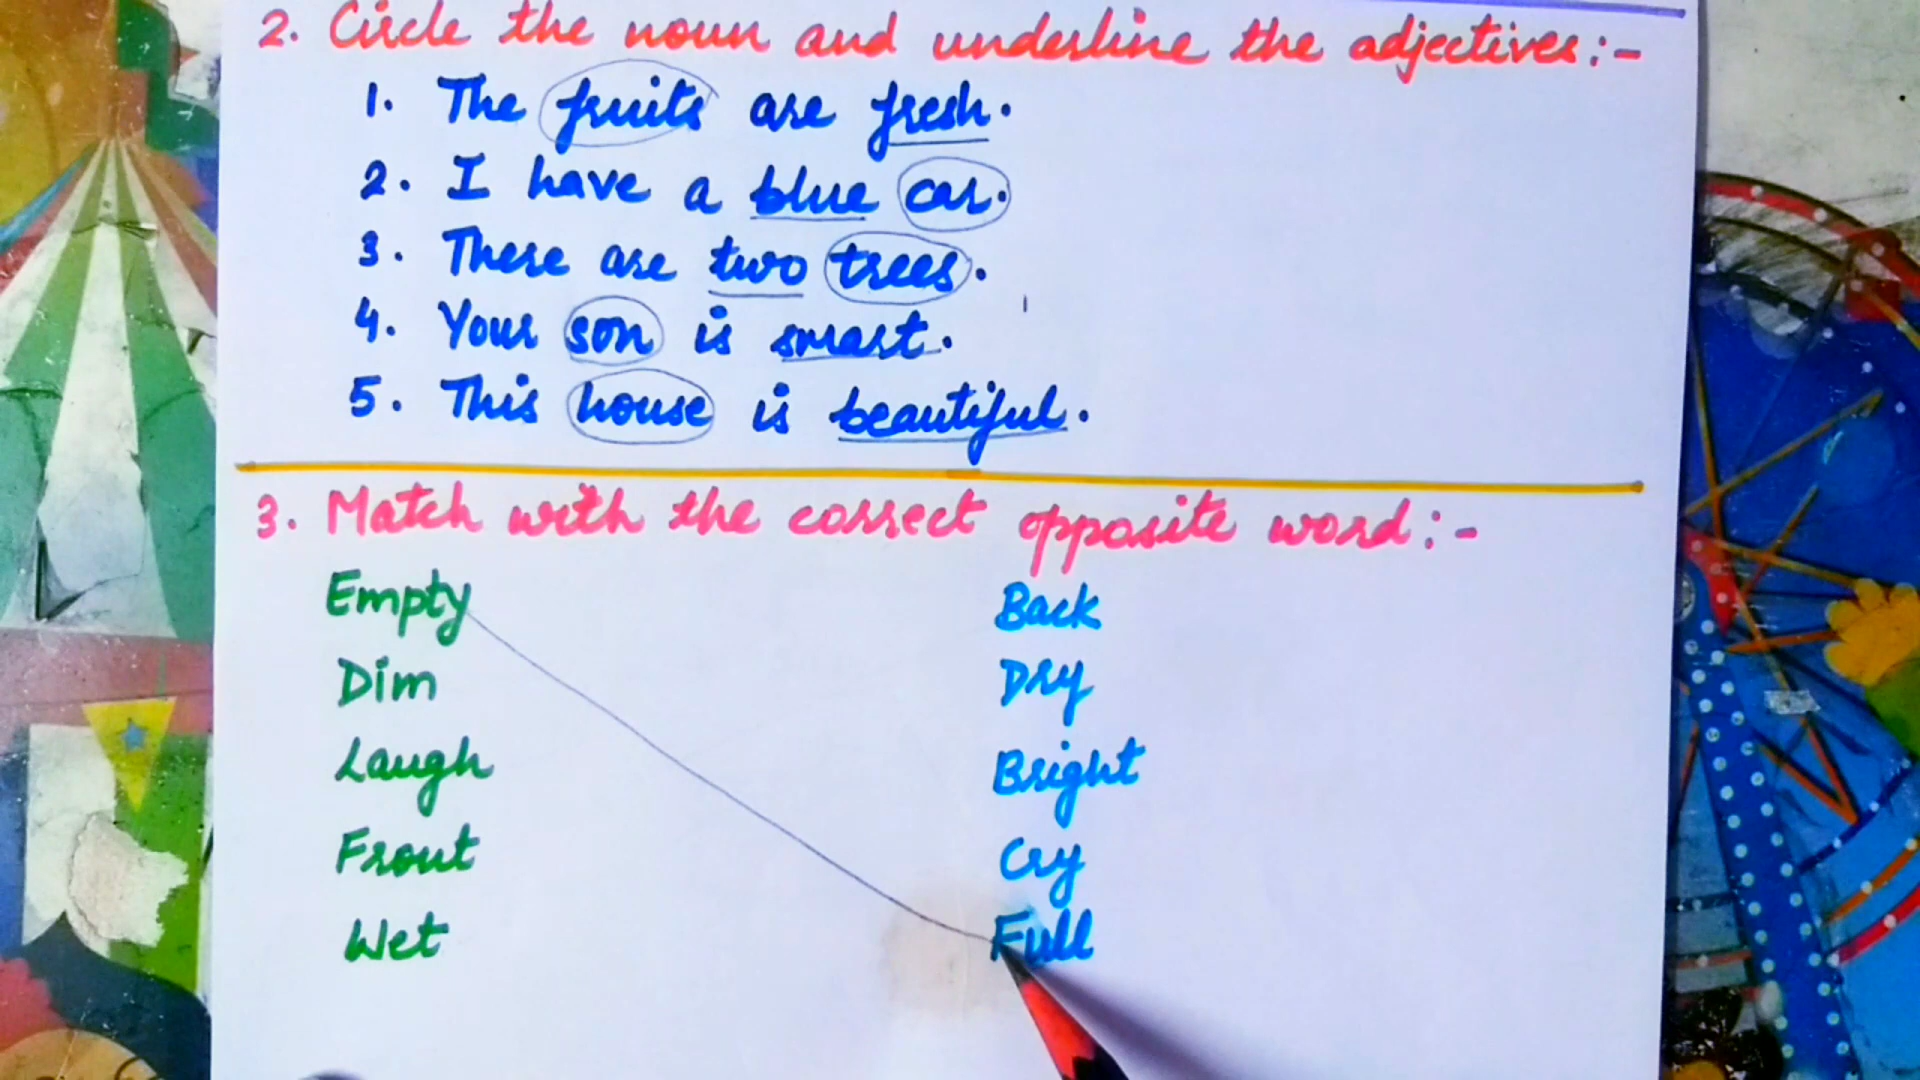 2. Circle the noun and underline the adjectives:-
1. The fruits are fresh.
2. I have a blue car.
3. There are two trees.
4. Your son is smart.
5. This house is beautiful.
3. Match with the correct opposite word:-
Empty Back
Dim Dry
Laugh Bright
Front Cry
Wet Full